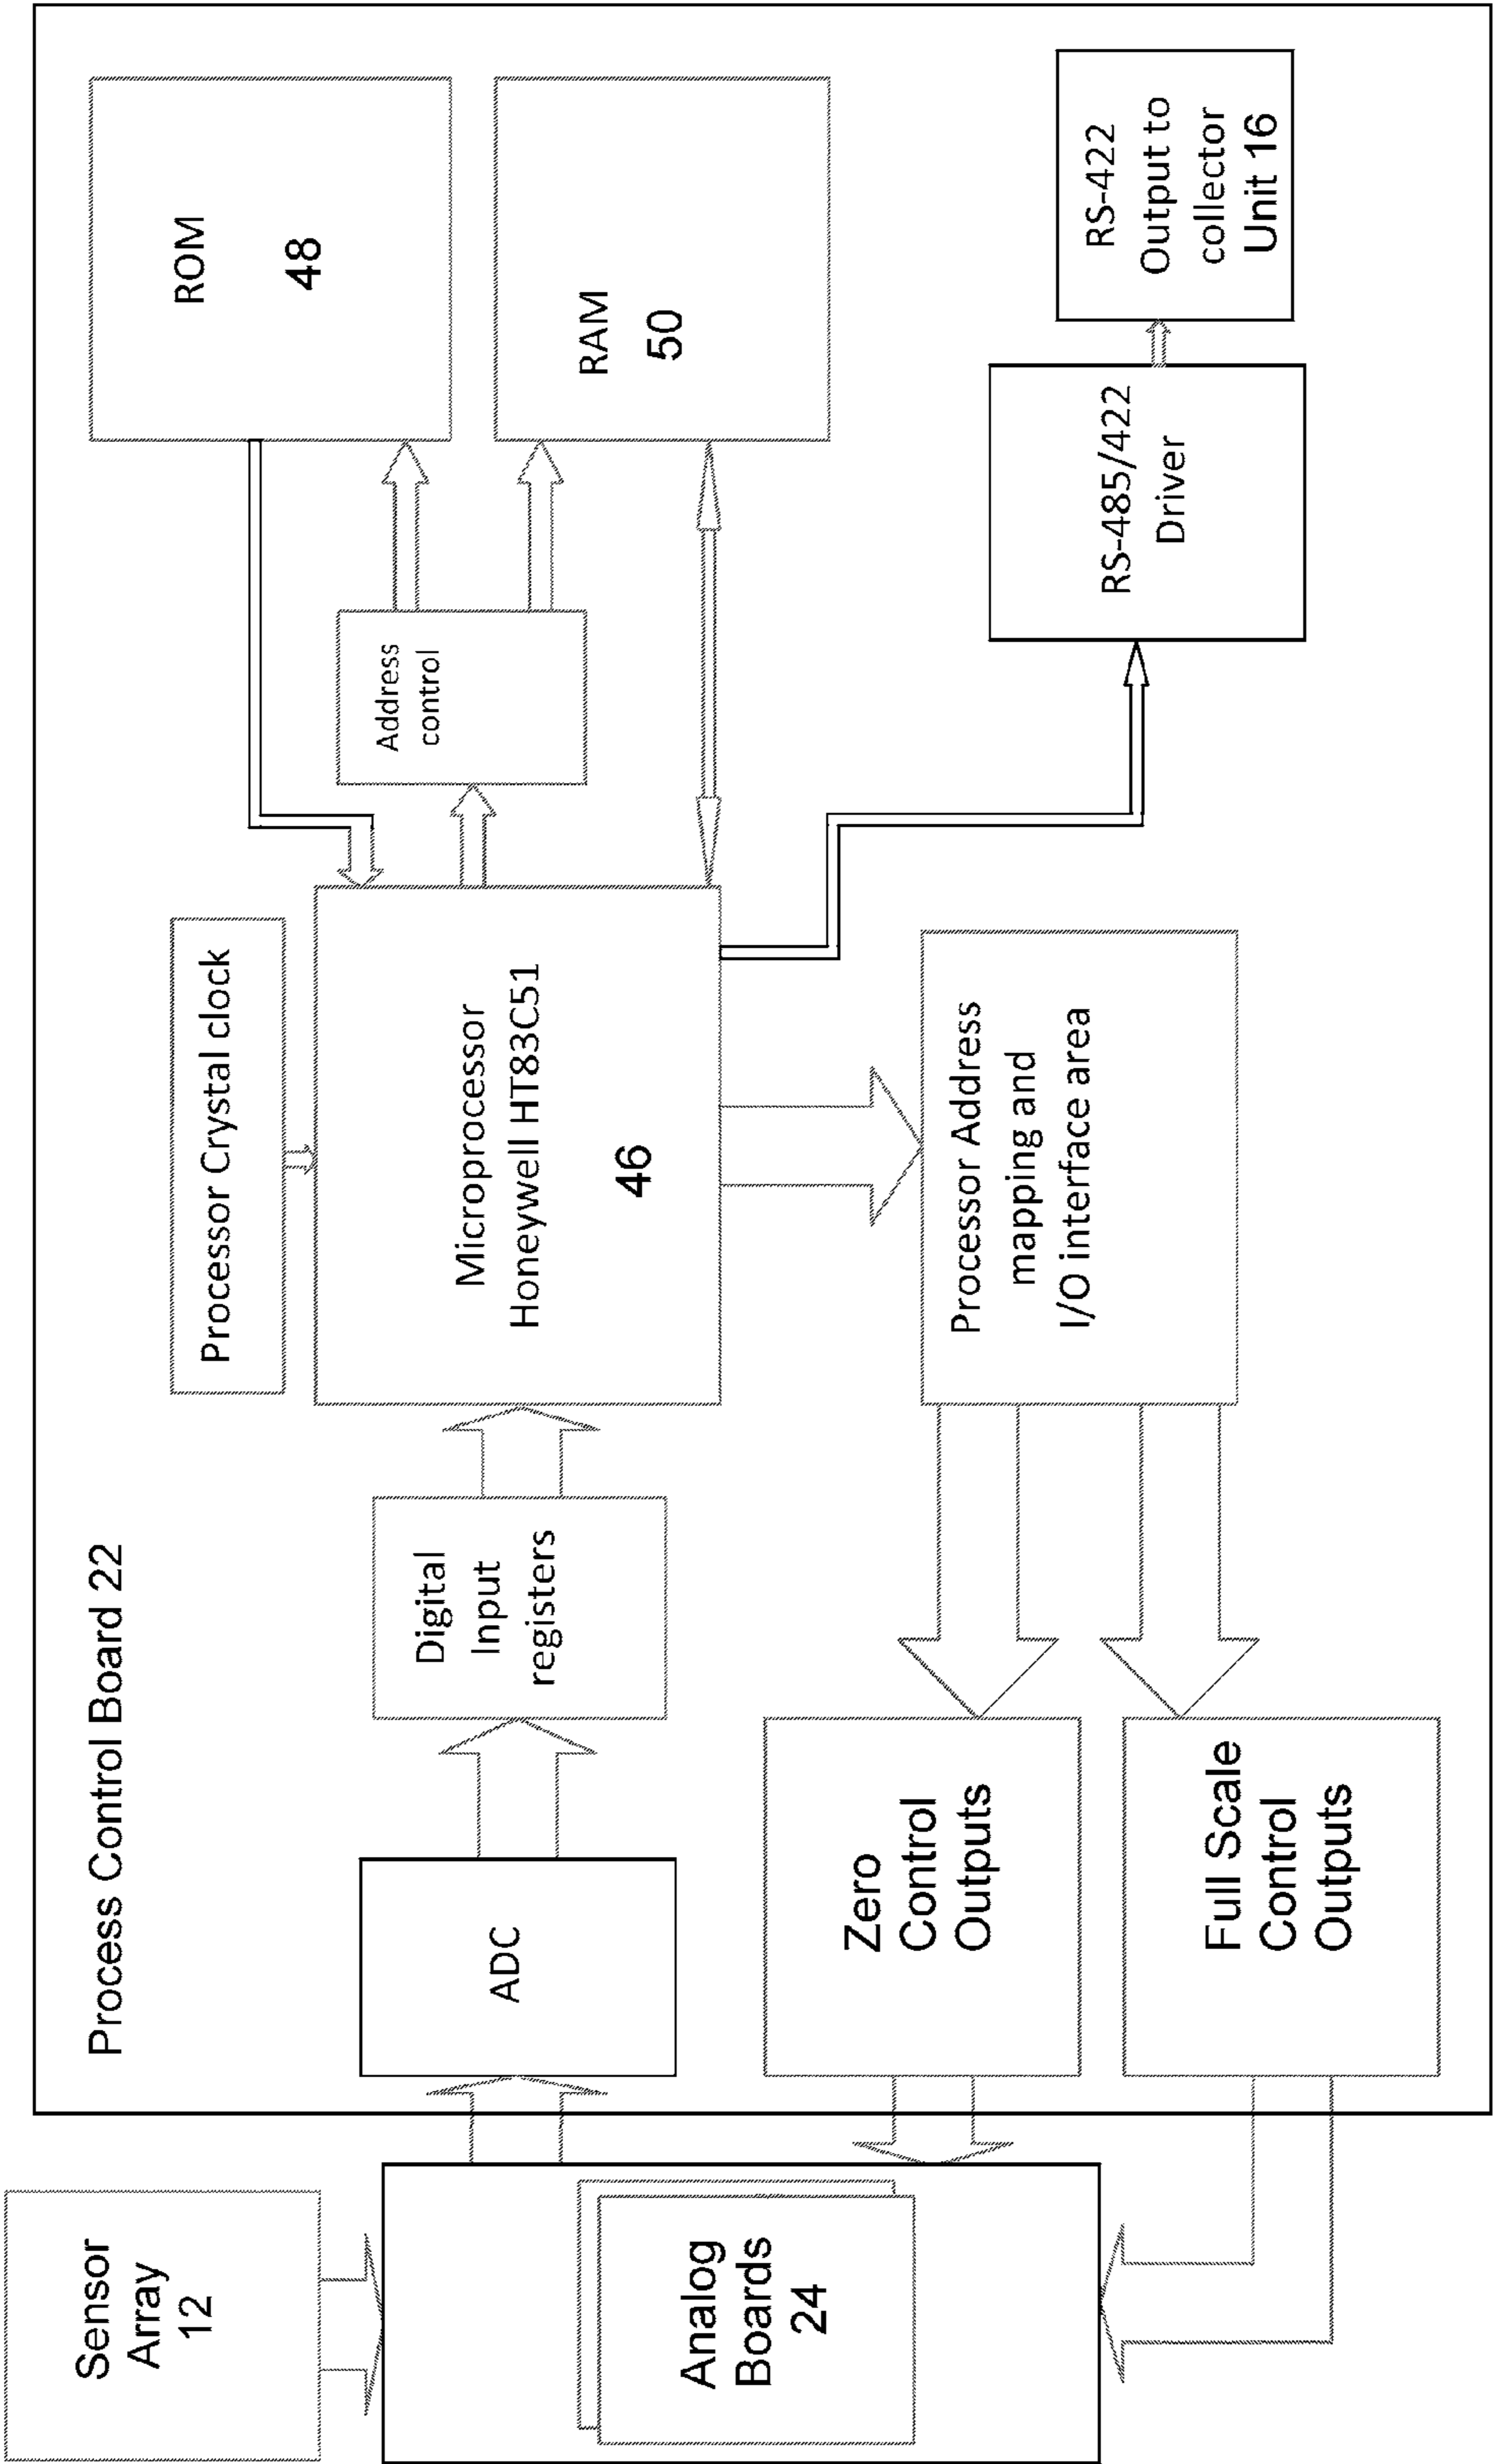 Process Control Board 22
Sensor
Array
12
Analog
Boards
24
ADC
Digital
Input
registers
Processor Crystal clock
Microprocessor
Honeywell HT83C51
46
Address
control
ROM
48
RAM
50
Zero
Control
Outputs
Full Scale
Control
Outputs
Processor Address
mapping and
I/O interface area
RS-485/422
Driver
RS-422
Output to
collector
Unit 16